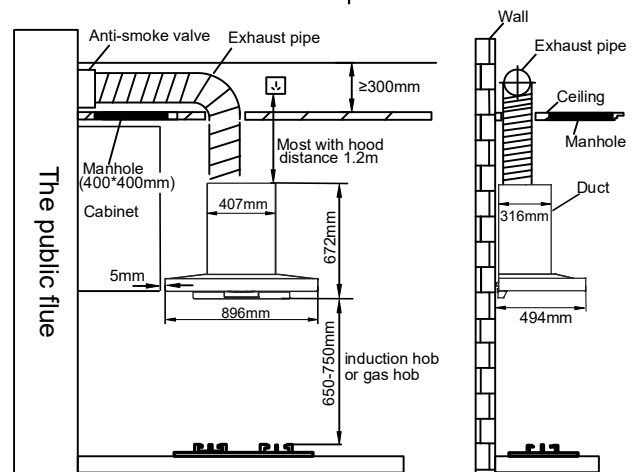 Anti-smoke valve
Exhaust pipe
≥300mm
Most with hood
distance 1.2m
Manhole
(400*400mm)
Cabinet
The public flue
407mm
672mm
5mm
896mm
650-750mm
induction hob
or gas hob
Wall
Exhaust pipe
Ceiling
Manhole
Duct
316mm
494mm